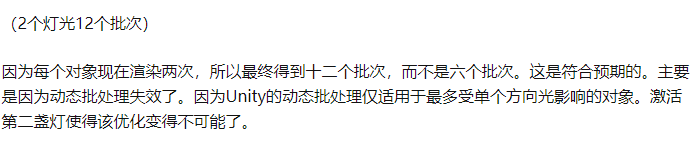 （2个灯光12个批次）
因为每个对象现在渲染两次，所以最终得到十二个批次，而不是六个批次。这是符合预期的。主要
是因为动态批处理失效了。因为Unity的动态批处理仅适用于最多受单个方向光影响的对象。激活
第二盏灯使得该优化变得不可能了。